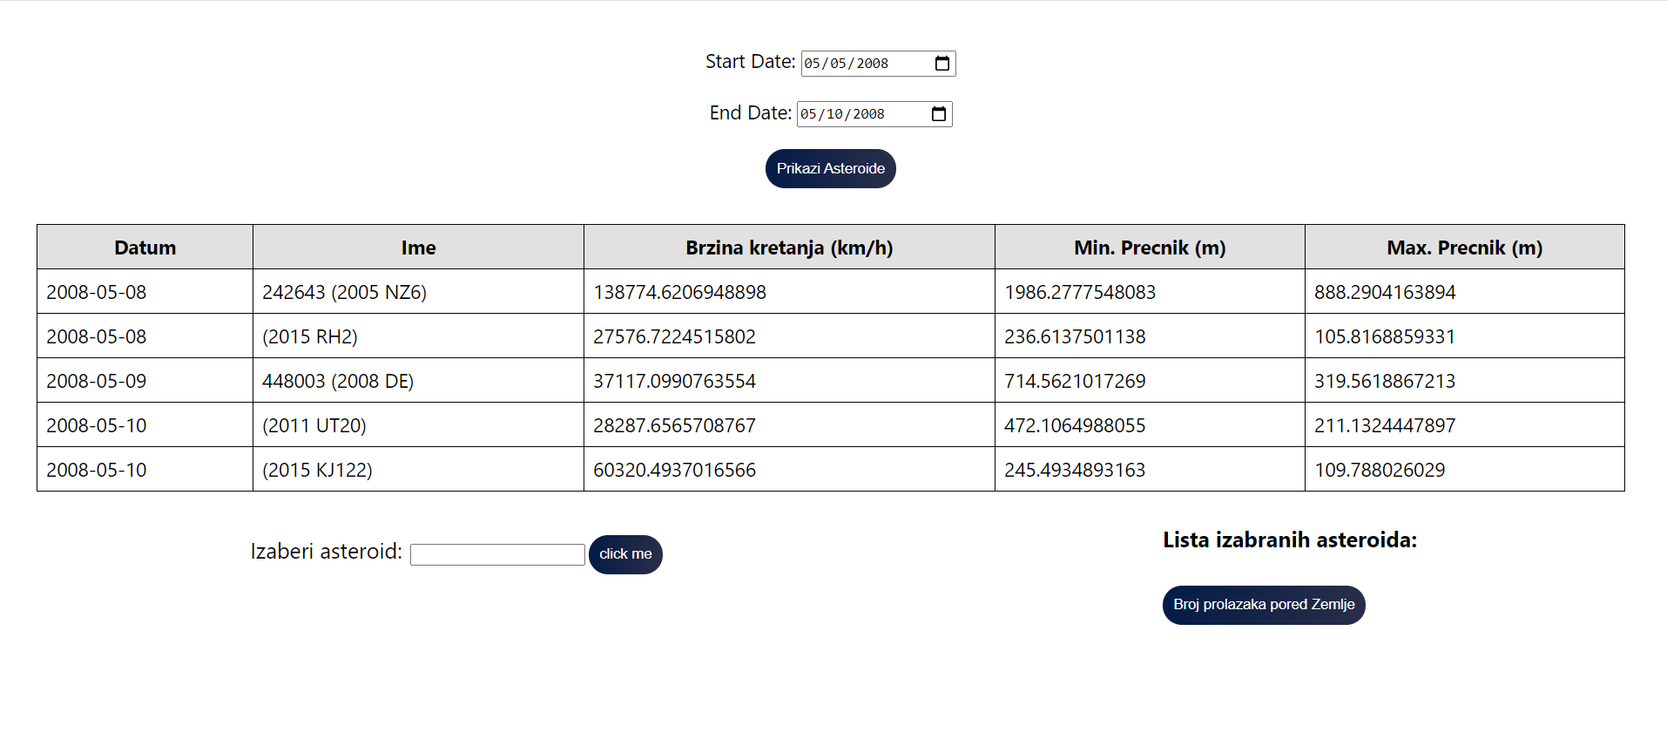 Start Date: 05/05/2008
End Date: 05/10/2008
Prikazi Asteroide
Datum Ime Brzina kretanja (km/h) Min. Precnik (m) Max. Precnik (m)
2008-05-08 242643 (2005 NZ6) 138774.6206948898 1986.2777548083 888.2904163894
2008-05-08 (2015 RH2) 27576.7224515802 236.6137501138 105.8168859331
2008-05-09 448003 (2008 DE) 37117.0990763554 714.5621017269 319.5618867213
2008-05-10 (2011 UT20) 28287.6565708767 472.1064988055 211.1324447897
2008-05-10 (2015 KJ122) 60320.4937016566 245.4934893163 109.788026029
Izaberi asteroid: click me
Lista izabranih asteroida:
Broj prolazaka pored Zemlje